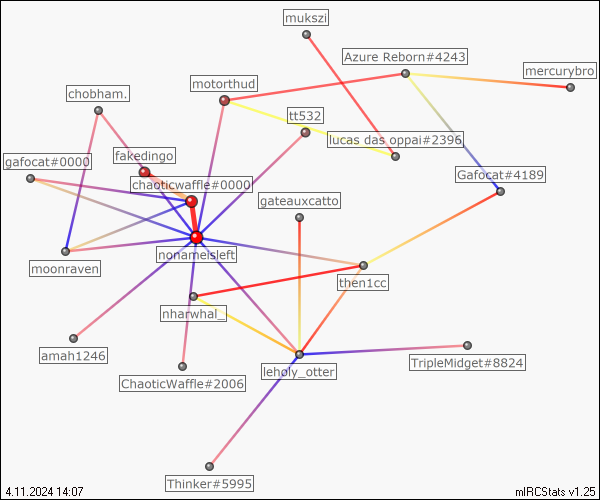 mukszi
Azure Reborn#4243
mercurybro
motorthud
chobham.
tt532
lucas das oppai#2396
fakedingo
gafocat#0000
Gafocat#4189
chaoticwaffle#0000
gateauxcatto
nonameisleft
moonraven
then1cc
nharwhal_
amah1246
TripleMidget#8824
leholy_otter
ChaoticWaffle#2006
Thinker#5995
4.11.2024 14:07
mIRCStats v1.25